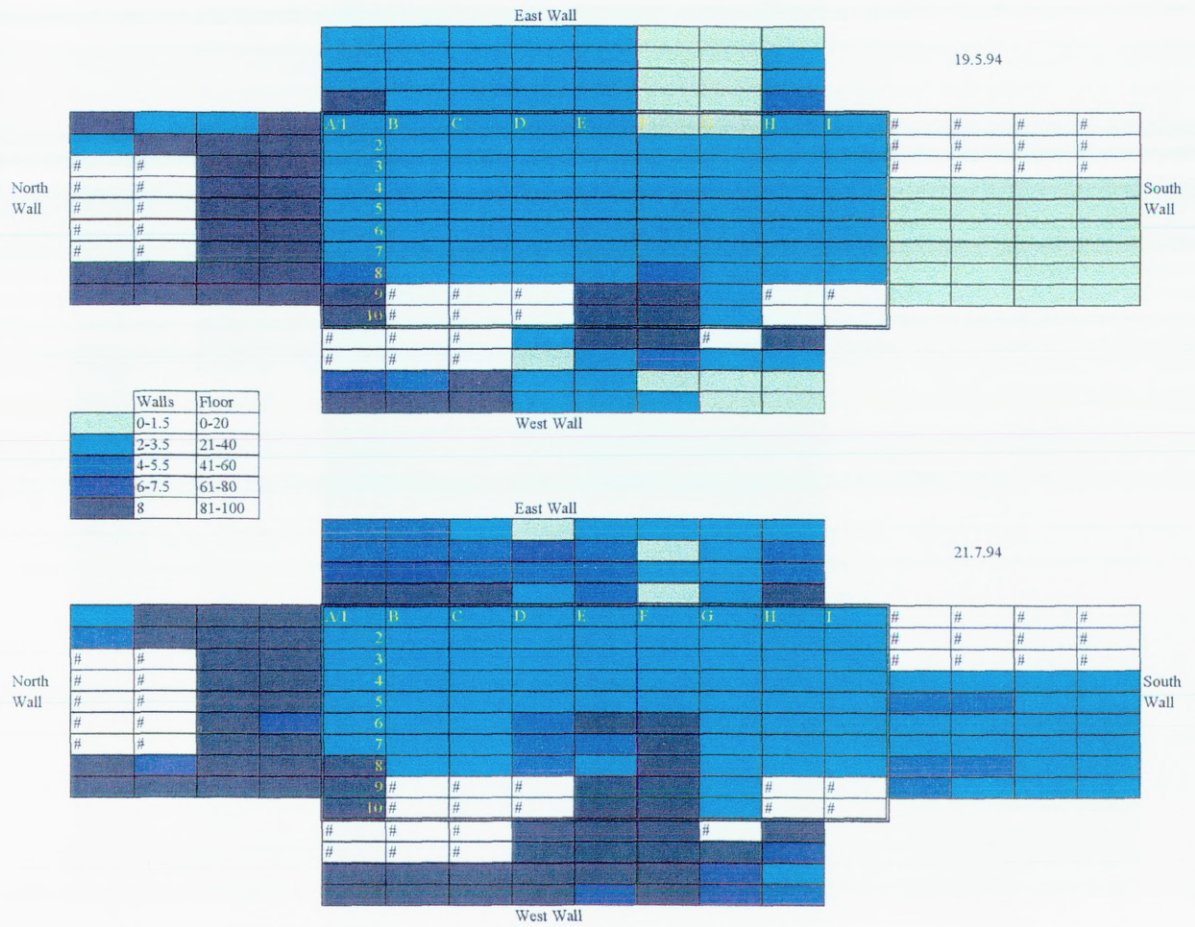 East Wall
19.5.94
A/1 B C D E F G H I # # # #
2 # # # #
# # 3 # # # #
North # # 4 South
Wall # # 5 Wall
# # 6
# # 7
8
9 # # # # #
10 # # #
# # # #
# # #
Walls Floor
0-1.5 0-20
West Wall
2-3.5 21-40
4-5.5 41-60
6-7.5 61-80
8 81-100
East Wall
21.7.94
A/1 B C D E F G H I # # # #
2 # # # #
# # 3 # # # #
North # # 4 South
Wall # # 5 Wall
# # 6
# # 7
8
9 # # # # #
10 # # # # #
# # # #
# # #
West Wall